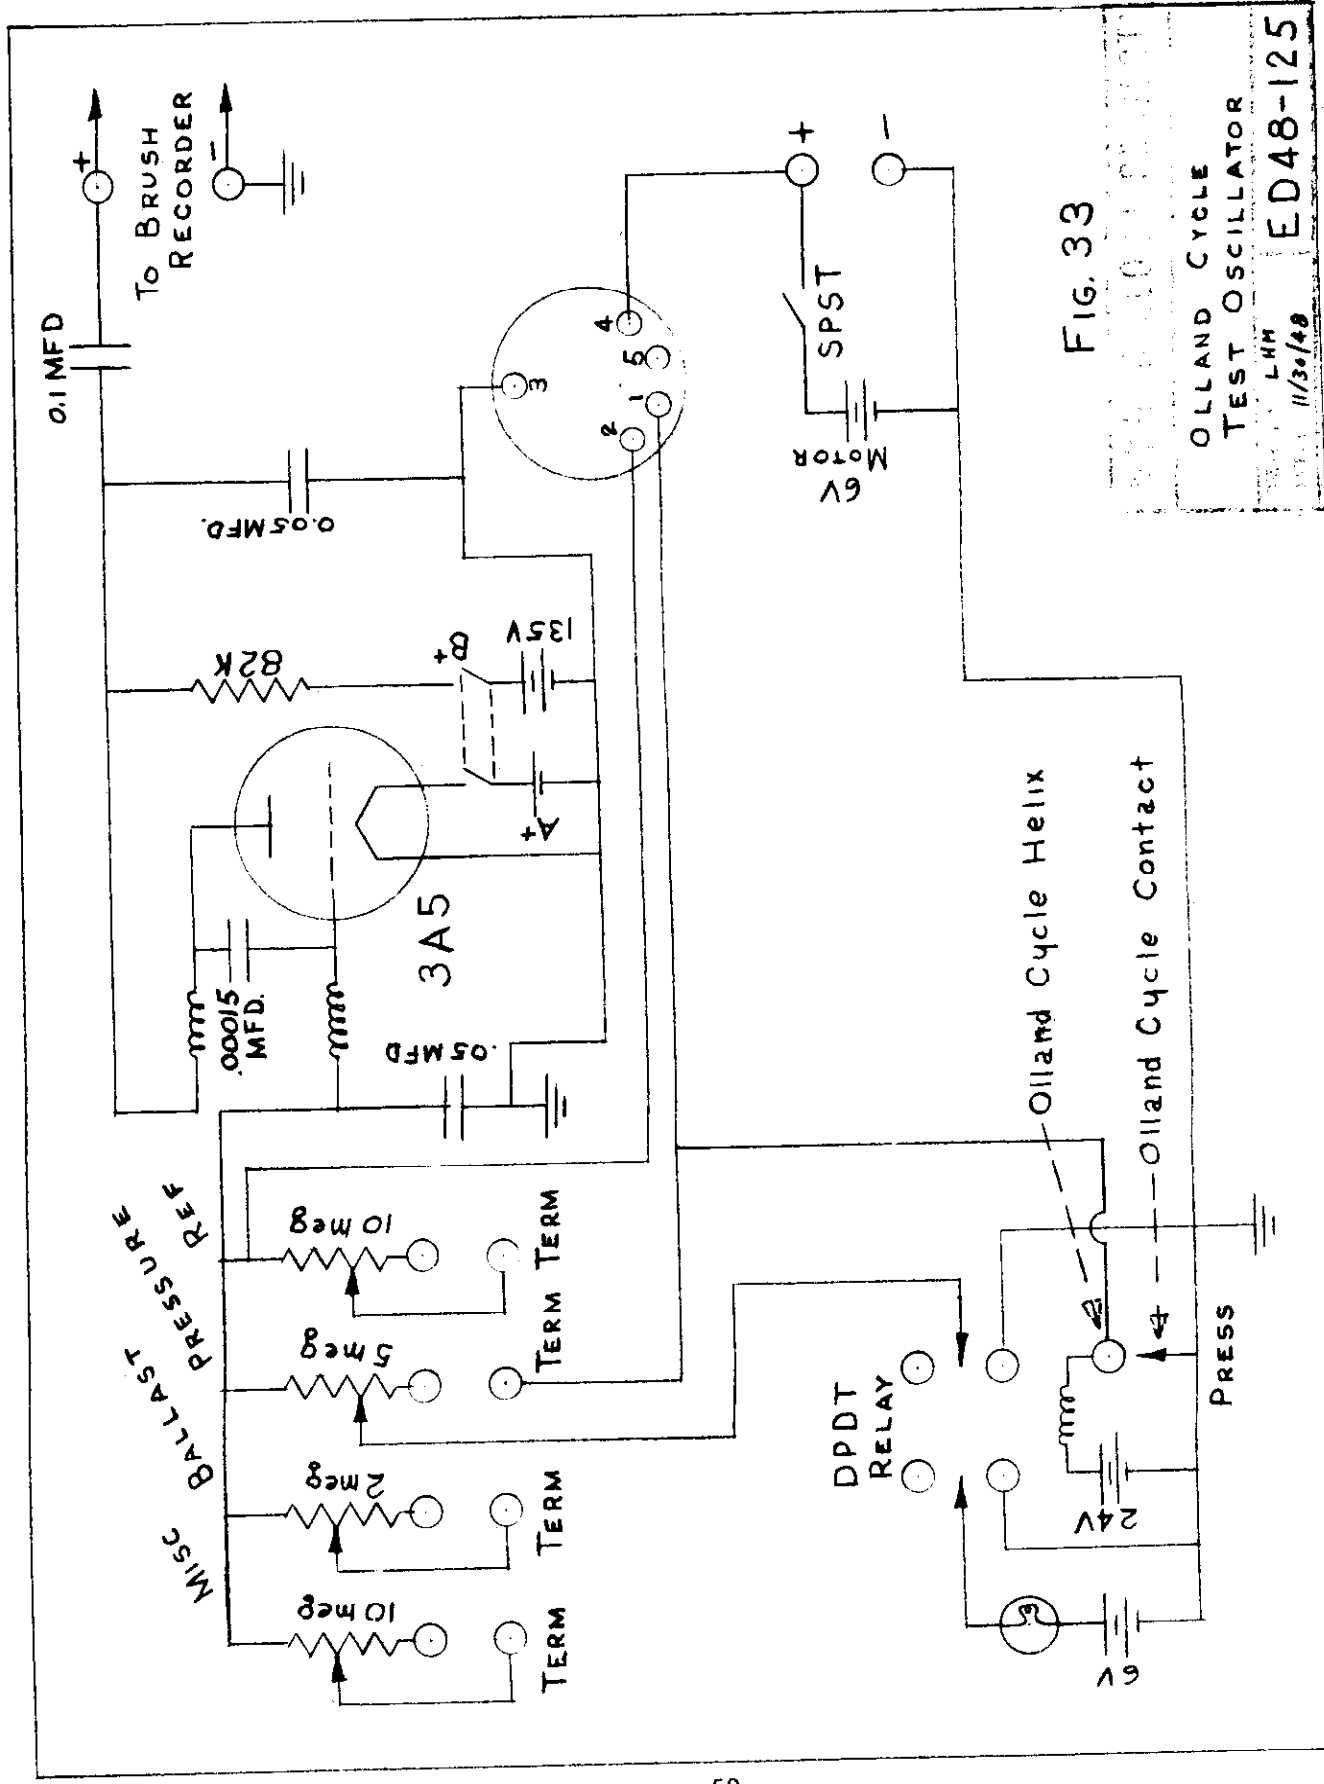 0.1 MFD
+
-
TO BRUSH
RECORDER
0.05 MFD.
82K
B+
135V
A+
3A5
.00015
MFD.
.05 MFD
3
4
5
1
2
+
-
SPST
6V
MOTOR
MISC
BALLAST
PRESSURE
REF
10 meg
2 meg
5 meg
10 meg
TERM
TERM
TERM
TERM
DPDT
RELAY
Olland Cycle Helix
Olland Cycle Contact
24V
6V
PRESS
FIG. 33
OLLAND CYCLE
TEST OSCILLATOR
LHM
11/30/48
ED48-125